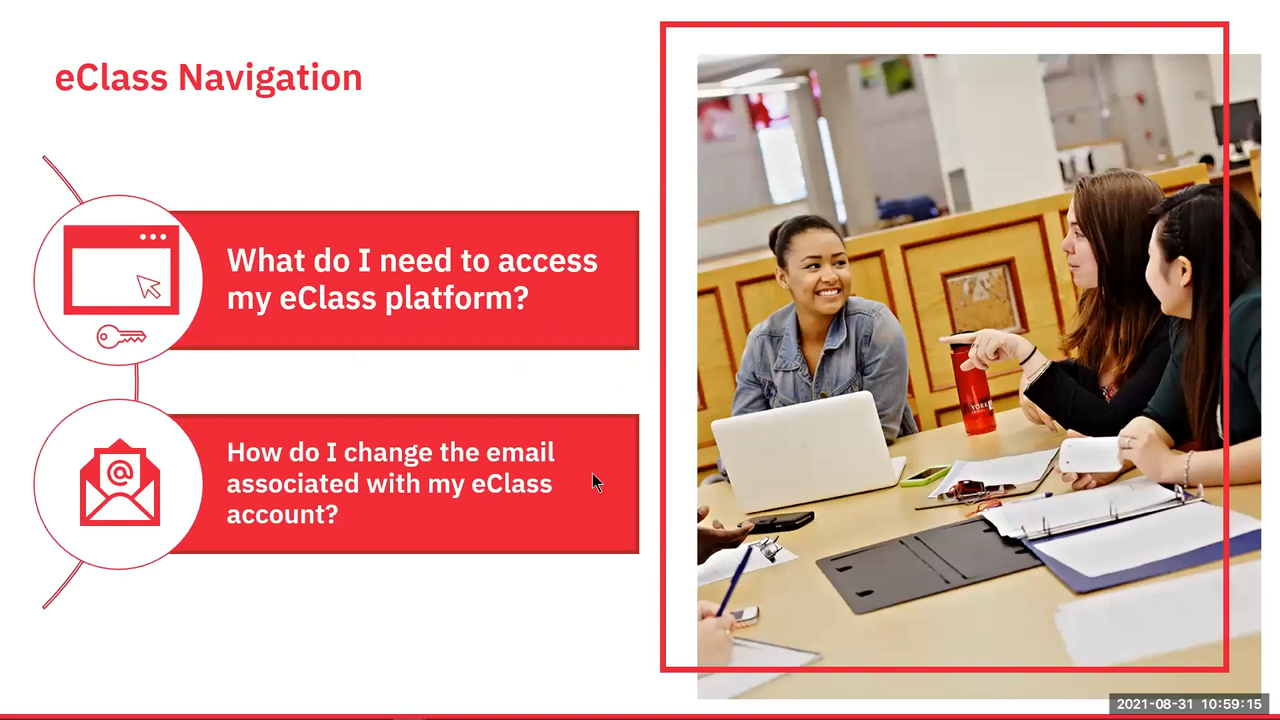 eClass Navigation
What do I need to access
my eClass platform?
How do I change the email
associated with my eClass
account?
YORK
2021-08-31 10:59:15